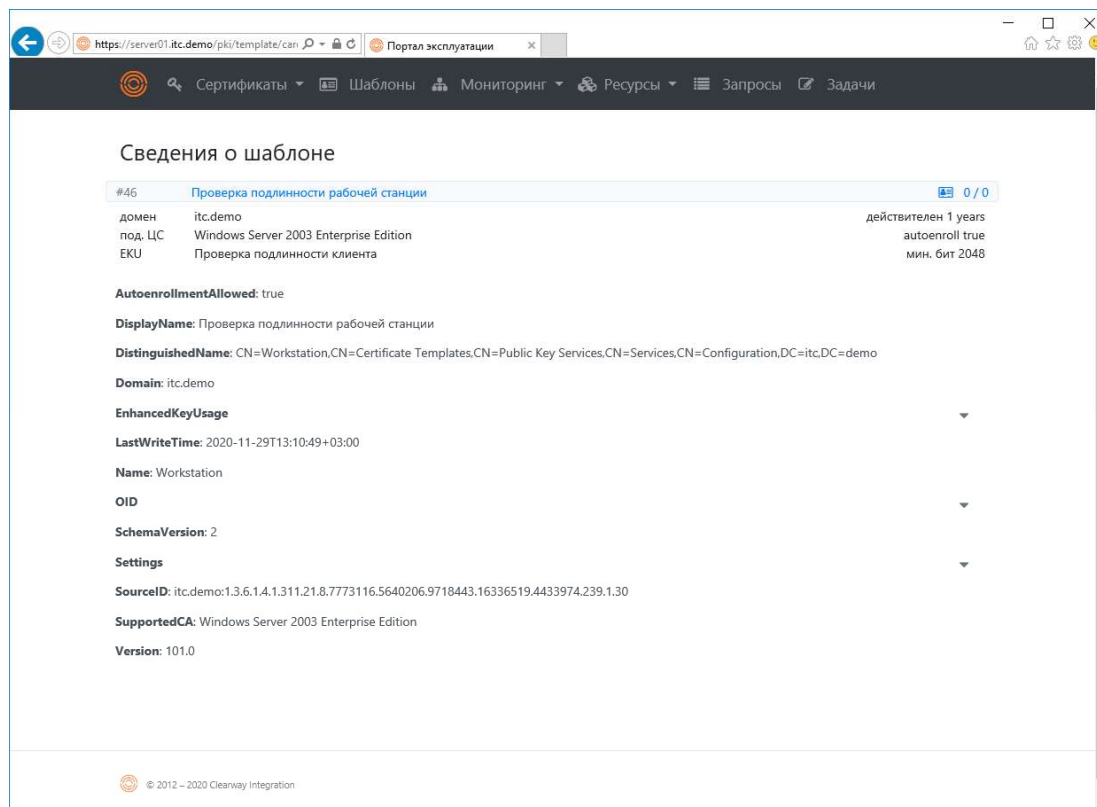 https://server01.itc.demo/pki/template/car
Портал эксплуатации
Сертификаты Шаблоны Мониторинг Ресурсы Запросы Задачи
Сведения о шаблоне
#46 Проверка подлинности рабочей станции 0 / 0
домен itc.demo действителен 1 years
под. ЦС Windows Server 2003 Enterprise Edition autoenroll true
EKU Проверка подлинности клиента мин. бит 2048
AutoenrollmentAllowed: true
DisplayName: Проверка подлинности рабочей станции
DistinguishedName: CN=Workstation,CN=Certificate Templates,CN=Public Key Services,CN=Services,CN=Configuration,DC=itc,DC=demo
Domain: itc.demo
EnhancedKeyUsage
LastWriteTime: 2020-11-29T13:10:49+03:00
Name: Workstation
OID
SchemaVersion: 2
Settings
SourceID: itc.demo:1.3.6.1.4.1.311.21.8.7773116.5640206.9718443.16336519.4433974.239.1.30
SupportedCA: Windows Server 2003 Enterprise Edition
Version: 101.0
© 2012 – 2020 Clearway Integration